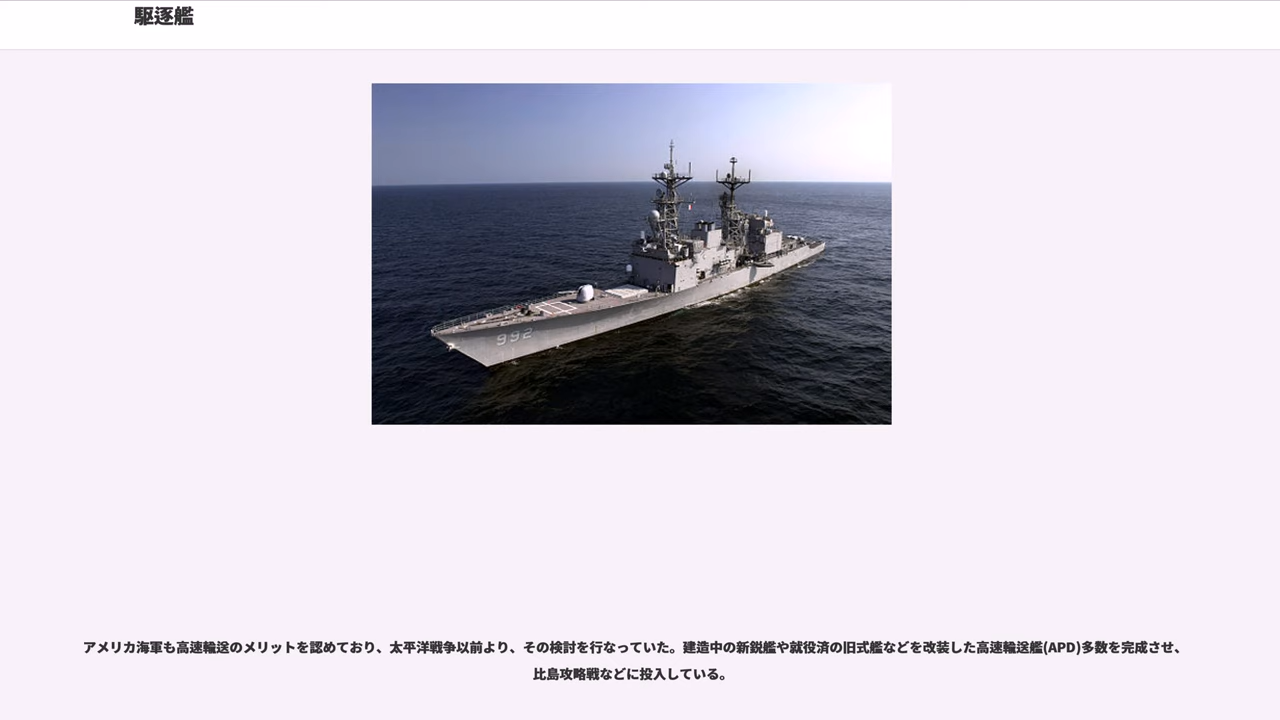 駆逐艦
992
アメリカ海軍も高速輸送のメリットを認めており、太平洋戦争以前より、その検討を行なっていた。建造中の新鋭艦や就役済の旧式艦などを改装した高速輸送艦(APD)多数を完成させ、
比島攻略戦などに投入している。